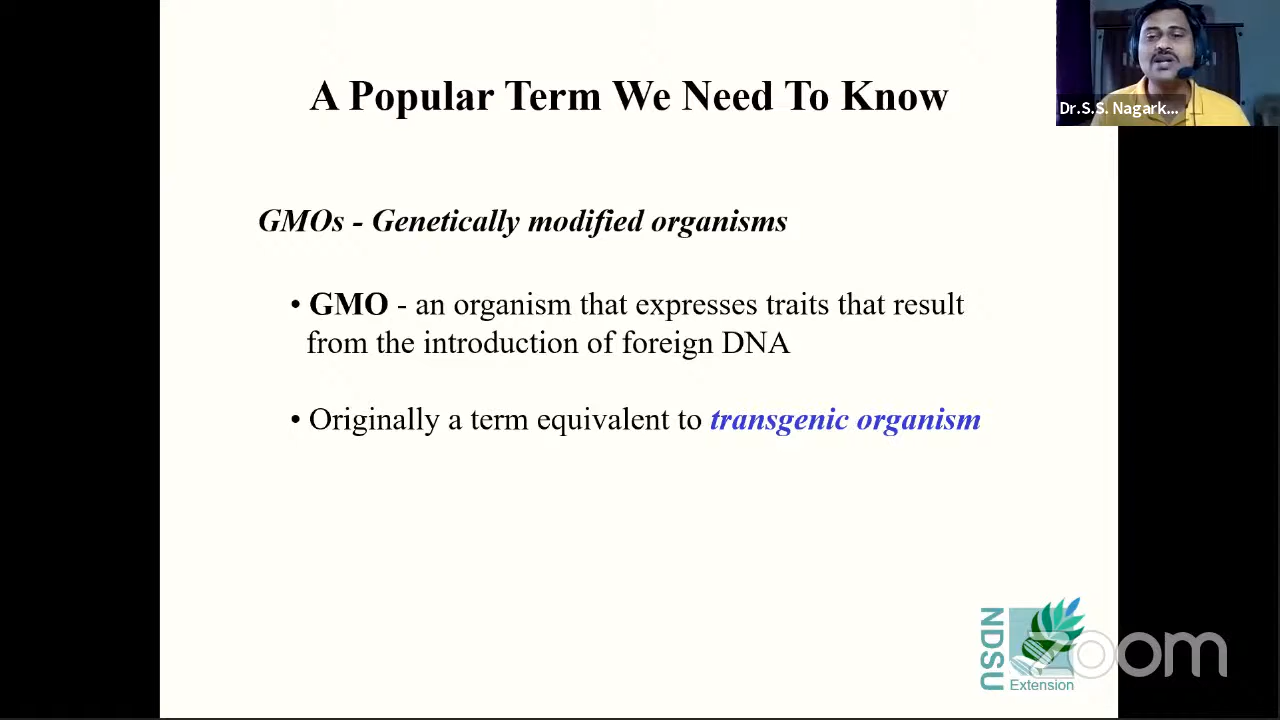 A Popular Term We Need To Know
Dr.S.S. Nagark...
GMOs - Genetically modified organisms
• GMO - an organism that expresses traits that result
from the introduction of foreign DNA
• Originally a term equivalent to transgenic organism
NDSU
Extension
zoom